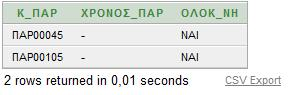 Κ_ΠΑΡ ΧΡΟΝΟΣ_ΠΑΡ ΟΛΟΚ_ΝΗ
ΠΑΡ00045 - ΝΑΙ
ΠΑΡ00105 - ΝΑΙ
2 rows returned in 0,01 seconds CSV Export